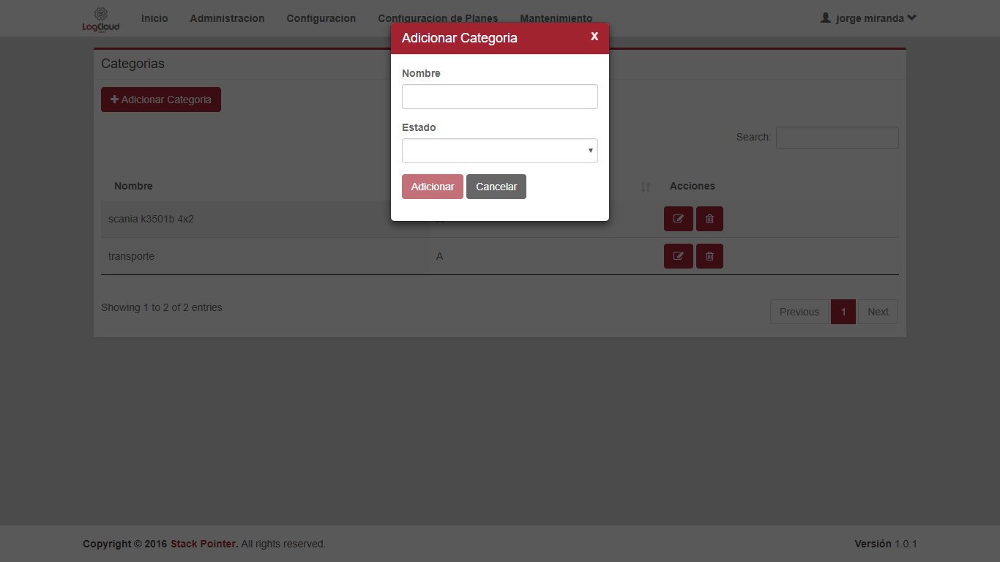 LogCloud
Inicio Administracion Configuracion Configuracion de Planes Mantenimiento jorge miranda
Adicionar Categoria X
Categorias
Nombre
Adicionar Categoria
Estado
Search:
Adicionar Cancelar
Nombre Acciones
scania k3501b 4x2
transporte A
Showing 1 to 2 of 2 entries
Previous 1 Next
Copyright © 2016 Stack Pointer. All rights reserved. Versión 1.0.1